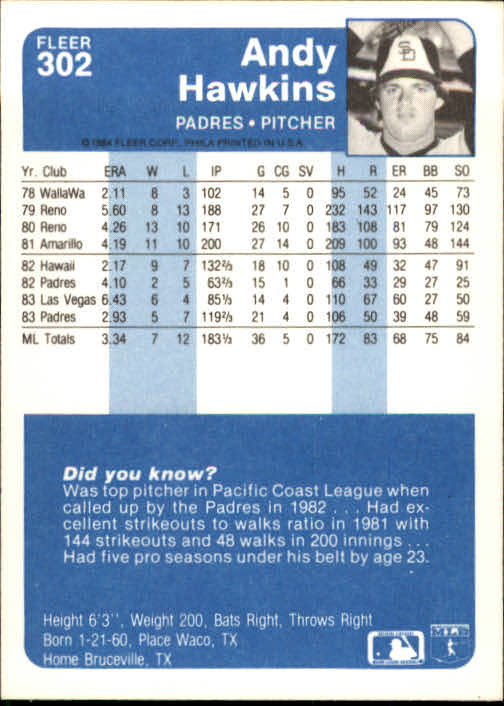 FLEER
302
Andy
Hawkins
PADRES • PITCHER
SD
© 1984 FLEER CORP., PHILA PRINTED IN U.S.A.
Yr. Club ERA W L IP G CG SV H R ER BB SO
78 WallaWa 2.11 8 3 102 14 5 0 95 52 24 45 73
79 Reno 5.60 8 13 188 27 7 0 232 143 117 97 130
80 Reno 4.26 13 10 171 26 10 0 183 108 81 79 124
81 Amarillo 4.19 11 10 200 27 14 0 209 100 93 48 144
82 Hawaii 2.17 9 7 132⅔ 18 10 0 108 49 32 47 91
82 Padres 4.10 2 5 63⅔ 15 1 0 66 33 29 27 25
83 Las Vegas 6.43 6 4 85⅓ 14 4 0 110 67 60 27 50
83 Padres 2.93 5 7 119⅔ 21 4 0 106 50 39 48 59
ML Totals 3.34 7 12 183⅓ 36 5 0 172 83 68 75 84
Did you know?
Was top pitcher in Pacific Coast League when
called up by the Padres in 1982 . . . Had ex-
cellent strikeouts to walks ratio in 1981 with
144 strikeouts and 48 walks in 200 innings . . .
Had five pro seasons under his belt by age 23.
Height 6'3", Weight 200, Bats Right, Throws Right
Born 1-21-60, Place Waco, TX
Home Bruceville, TX